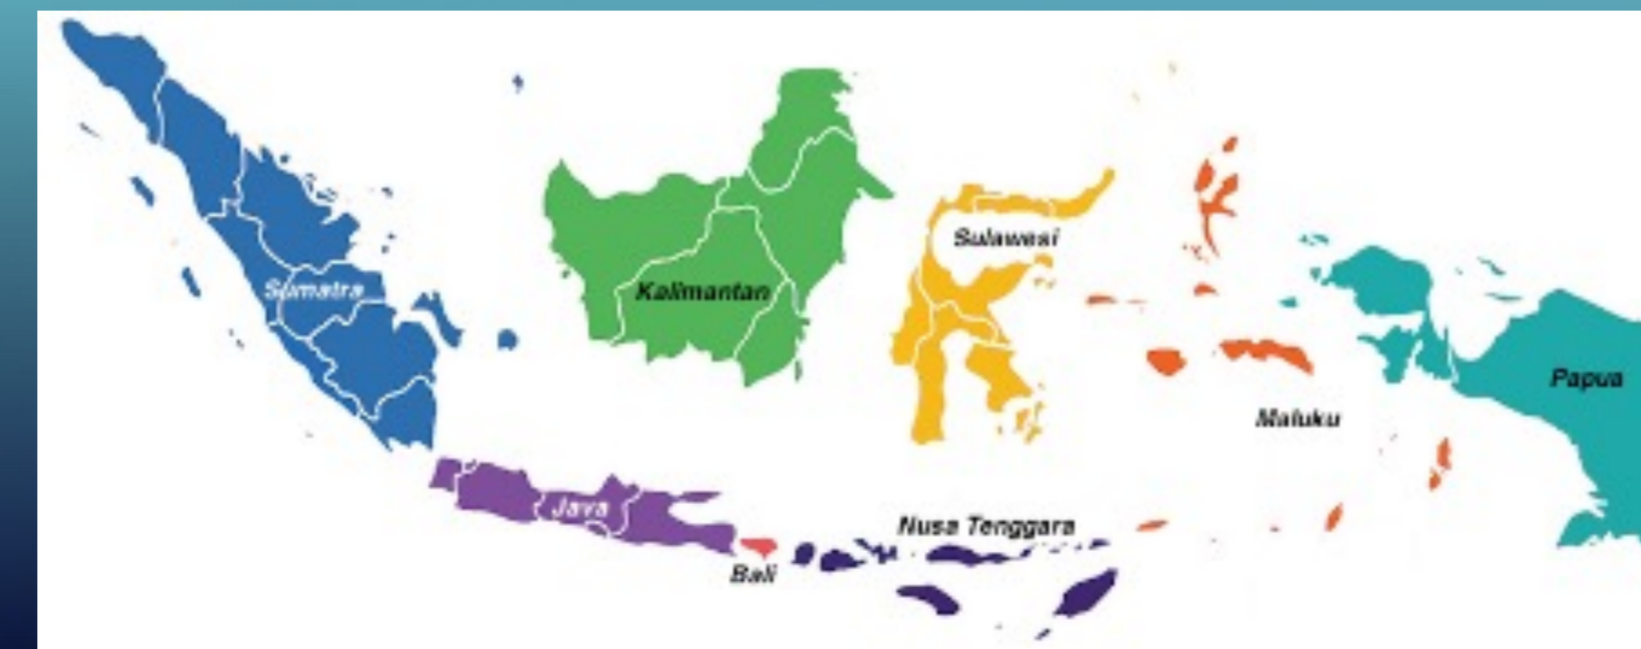 Sulawesi
Sumatra
Kalimantan
Papua
Maluku
Java
Nusa Tenggara
Bali